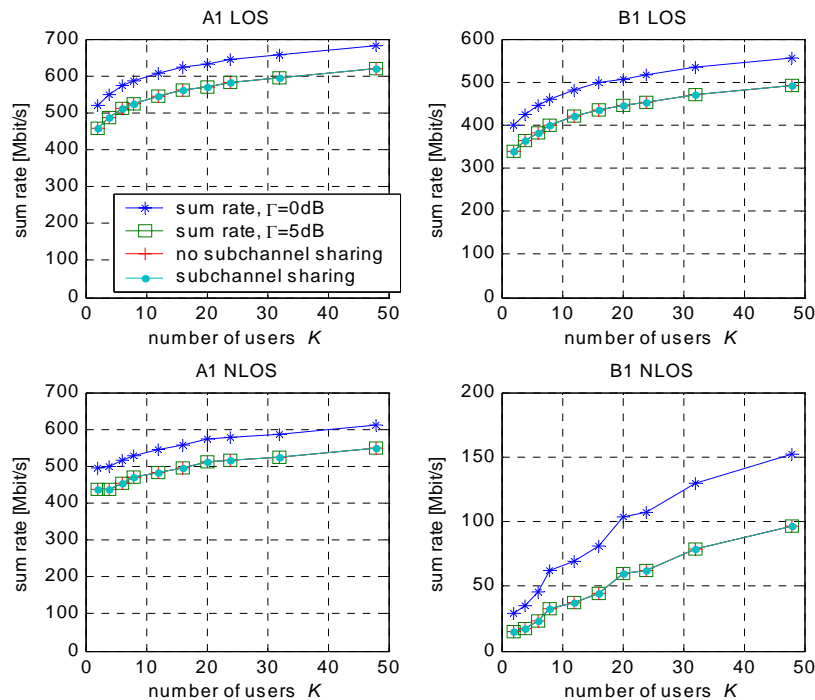 A1 LOS
700
600
500
400
300
200
100
0
sum rate [Mbit/s]
sum rate, Γ=0dB
sum rate, Γ=5dB
no subchannel sharing
subchannel sharing
0 10 20 30 40 50
number of users K
B1 LOS
600
500
400
300
200
100
0
sum rate [Mbit/s]
0 10 20 30 40 50
number of users K
A1 NLOS
700
600
500
400
300
200
100
0
sum rate [Mbit/s]
0 10 20 30 40 50
number of users K
B1 NLOS
200
150
100
50
0
sum rate [Mbit/s]
0 10 20 30 40 50
number of users K